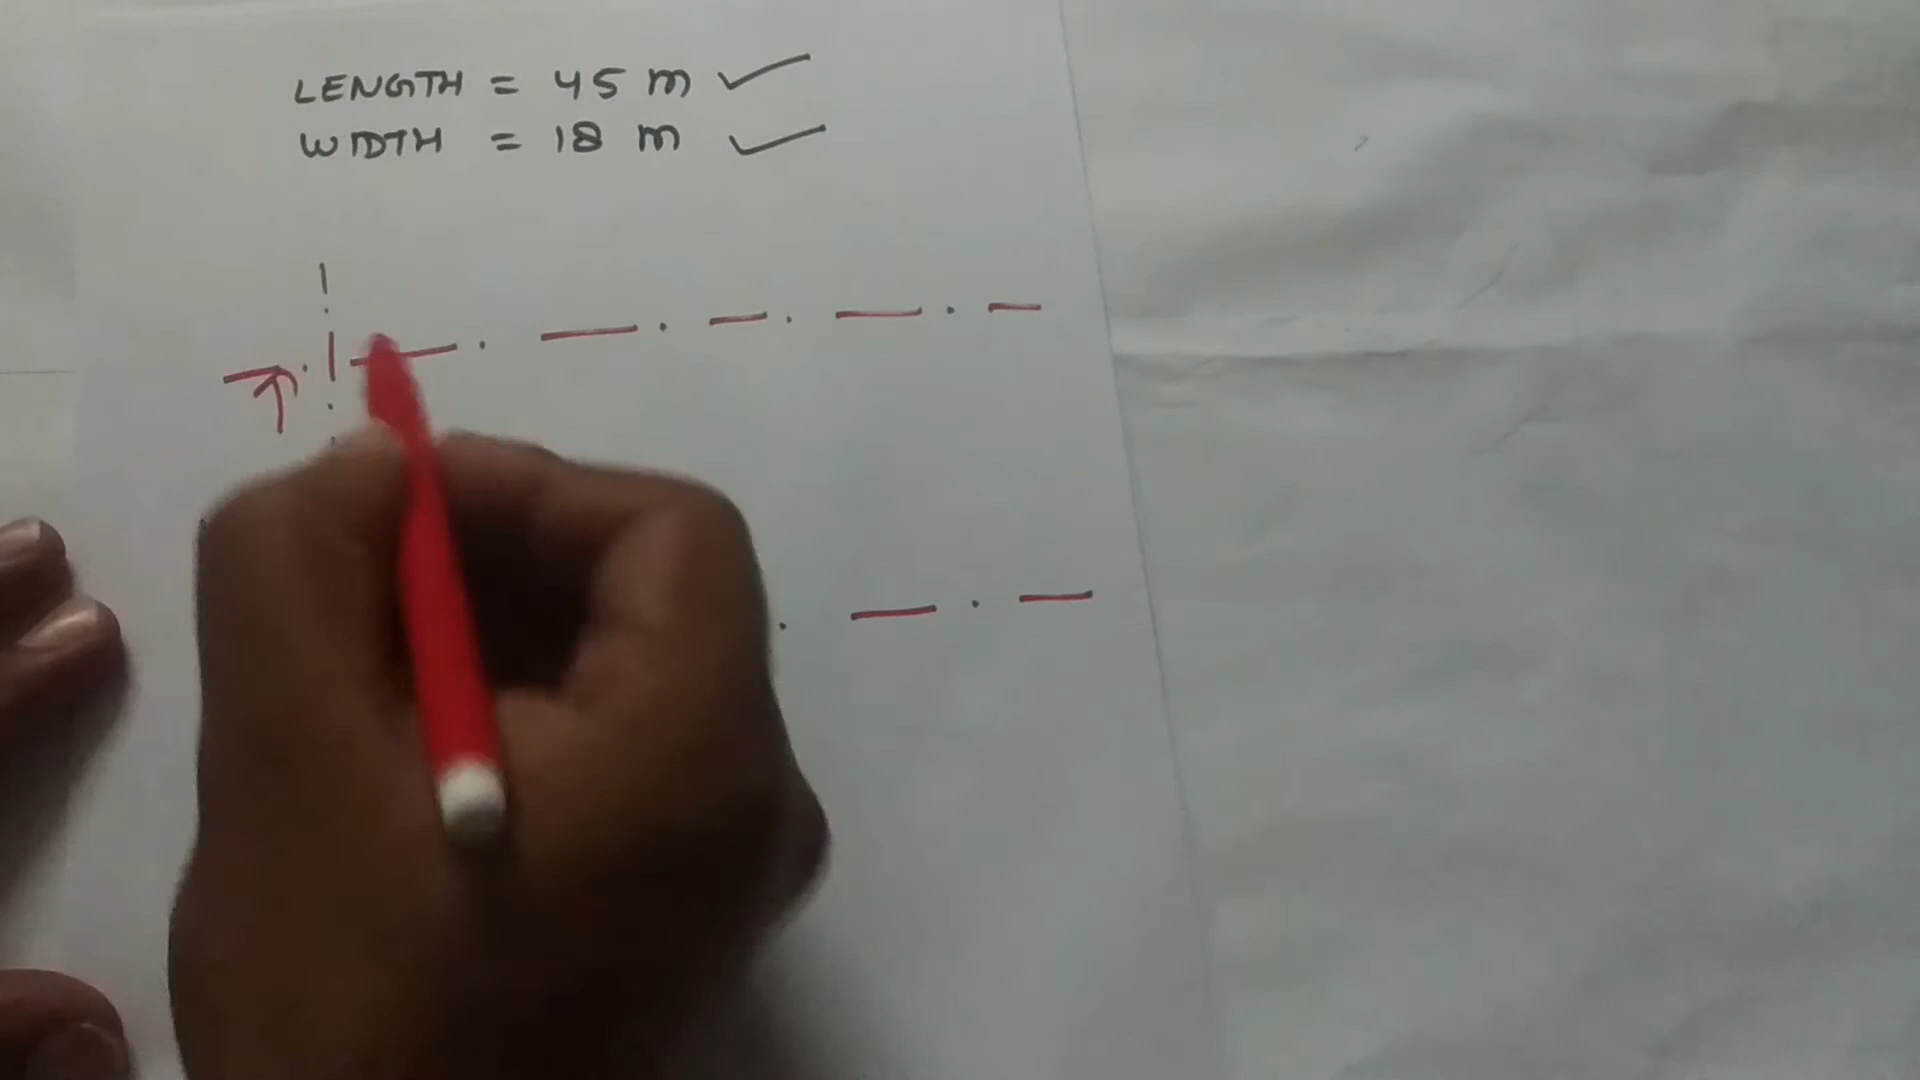 LENGTH = 45 m
WIDTH = 18 m